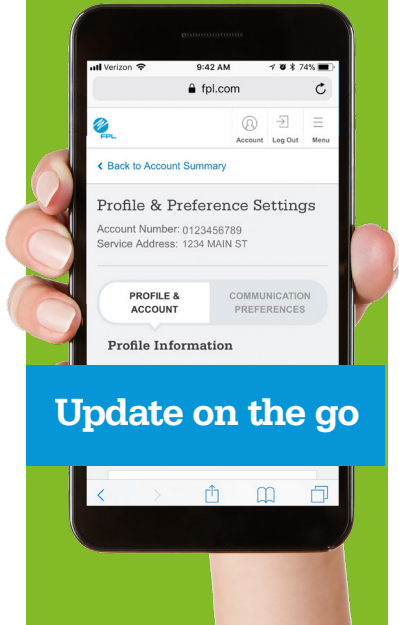 Verizon 9:42 AM 74%
fpl.com
FPL
Account Log Out Menu
Back to Account Summary
Profile & Preference Settings
Account Number: 0123456789
Service Address: 1234 MAIN ST
PROFILE &
ACCOUNT
COMMUNICATION
PREFERENCES
Profile Information
Update on the go